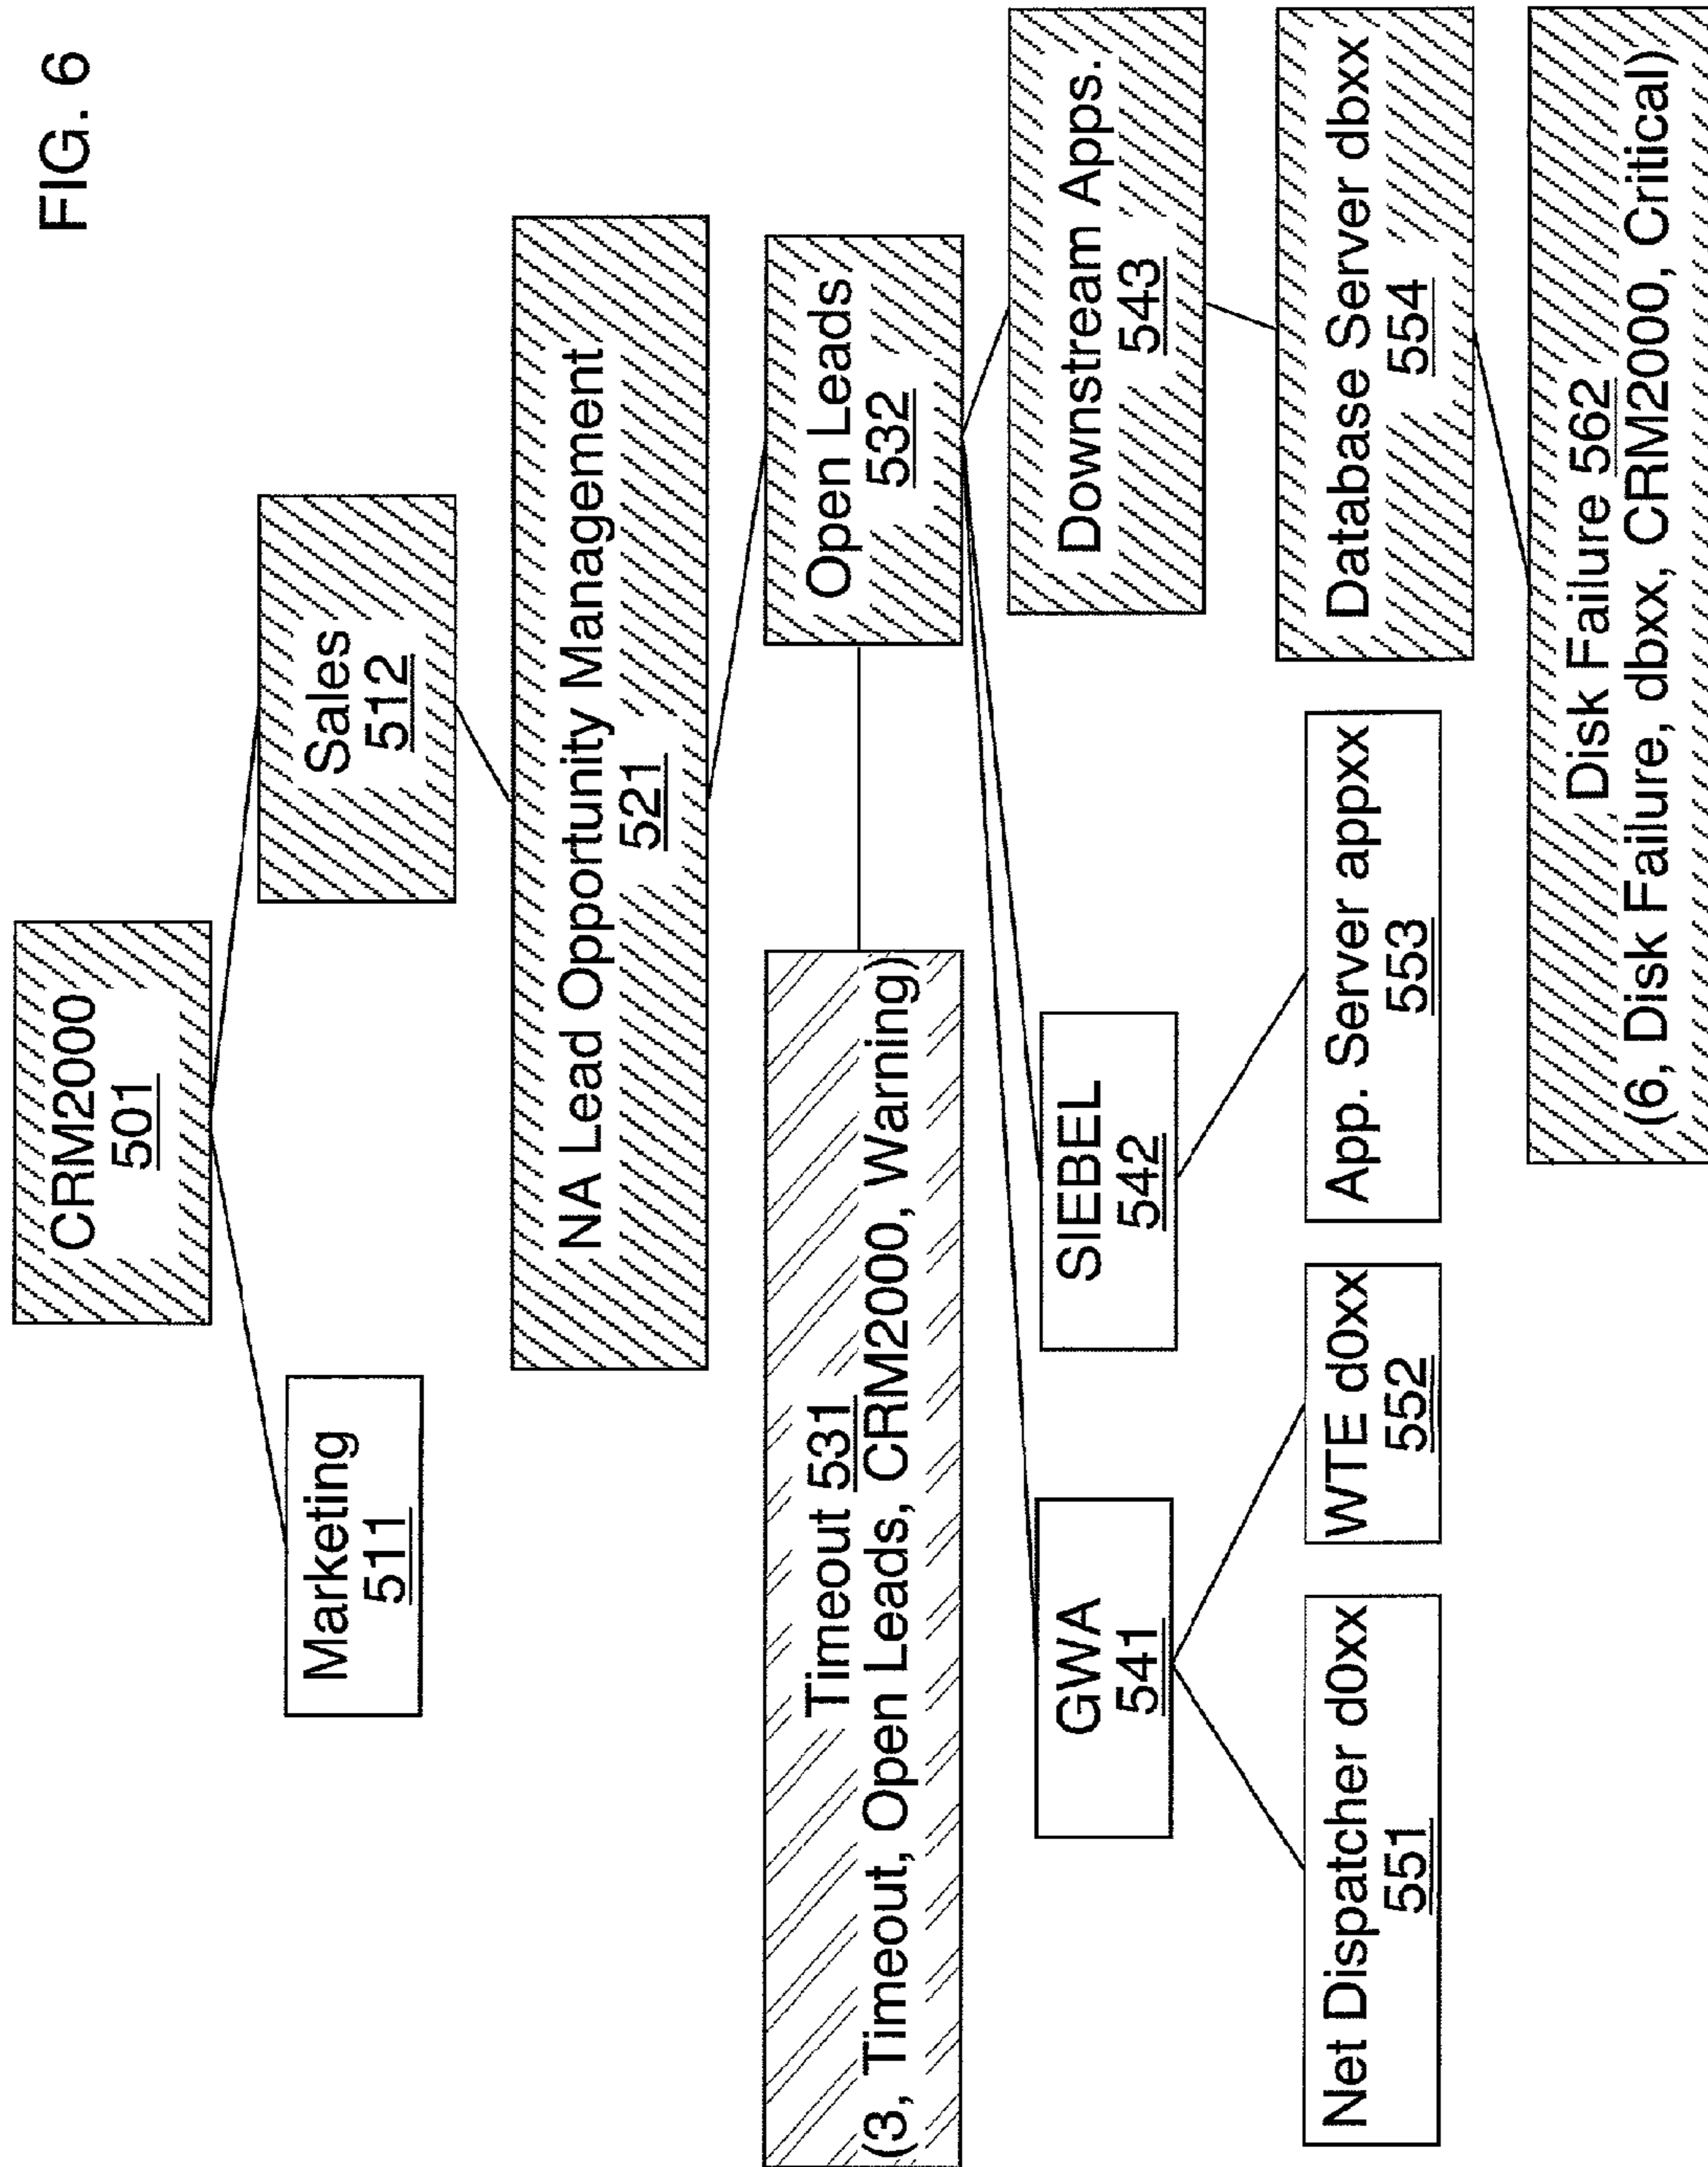 FIG. 6
CRM2000
501
Marketing
511
Sales
512
NA Lead Opportunity Management
521
Timeout 531
(3, Timeout, Open Leads, CRM2000, Warning)
Open Leads
532
GWA
541
SIEBEL
542
Downstream Apps.
543
Net Dispatcher d0xx
551
WTE d0xx
552
App. Server appxx
553
Database Server dbxx
554
Disk Failure 562
(6, Disk Failure, dbxx, CRM2000, Critical)